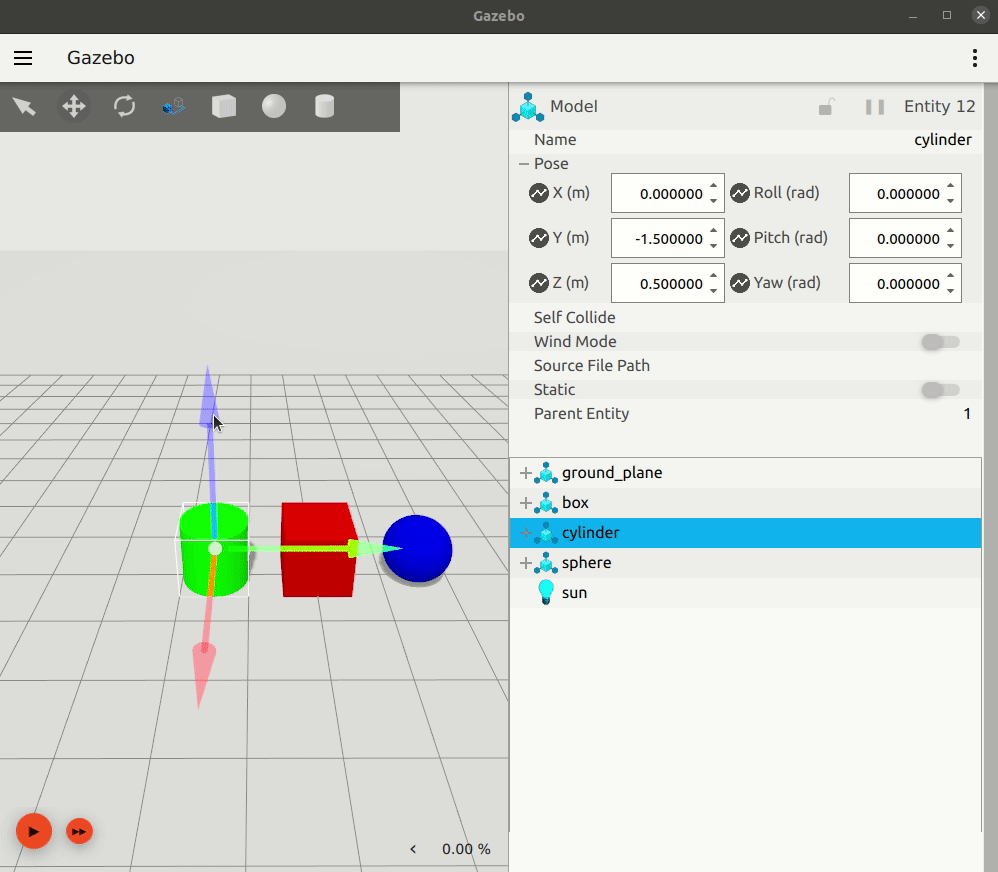 Gazebo
Gazebo
Model Entity 12
Name cylinder
Pose
X (m) 0.000000 Roll (rad) 0.000000
Y (m) -1.500000 Pitch (rad) 0.000000
Z (m) 0.500000 Yaw (rad) 0.000000
Self Collide
Wind Mode
Source File Path
Static
Parent Entity 1
ground_plane
box
cylinder
sphere
sun
0.00 %